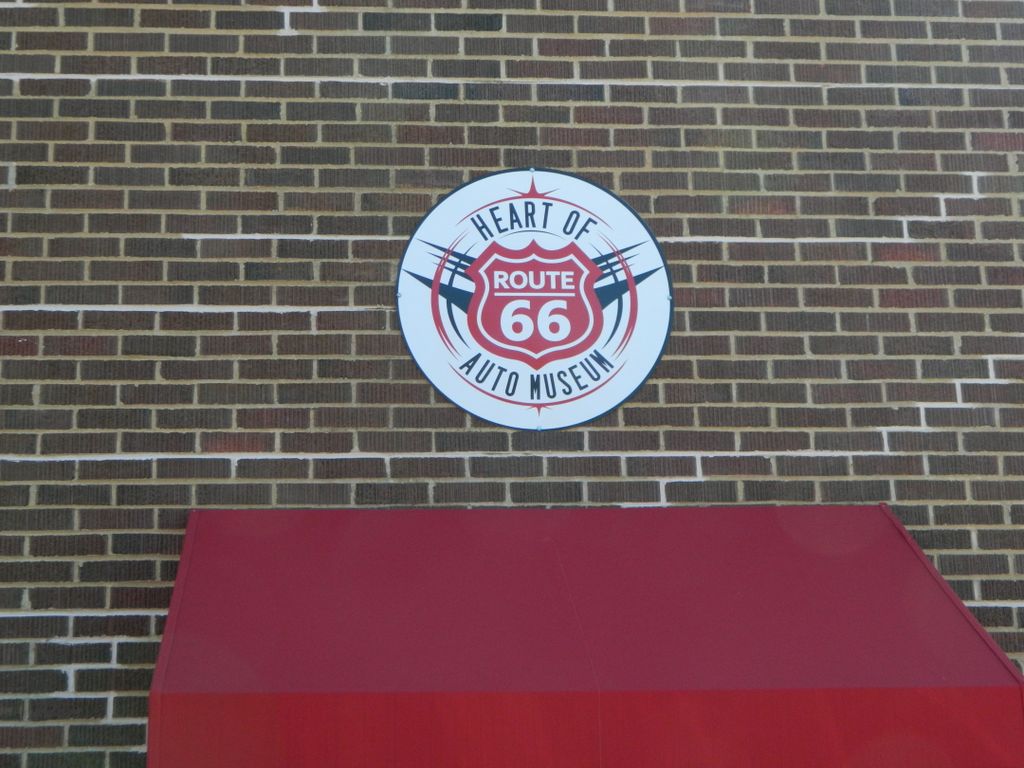 HEART OF
ROUTE
66
AUTO MUSEUM